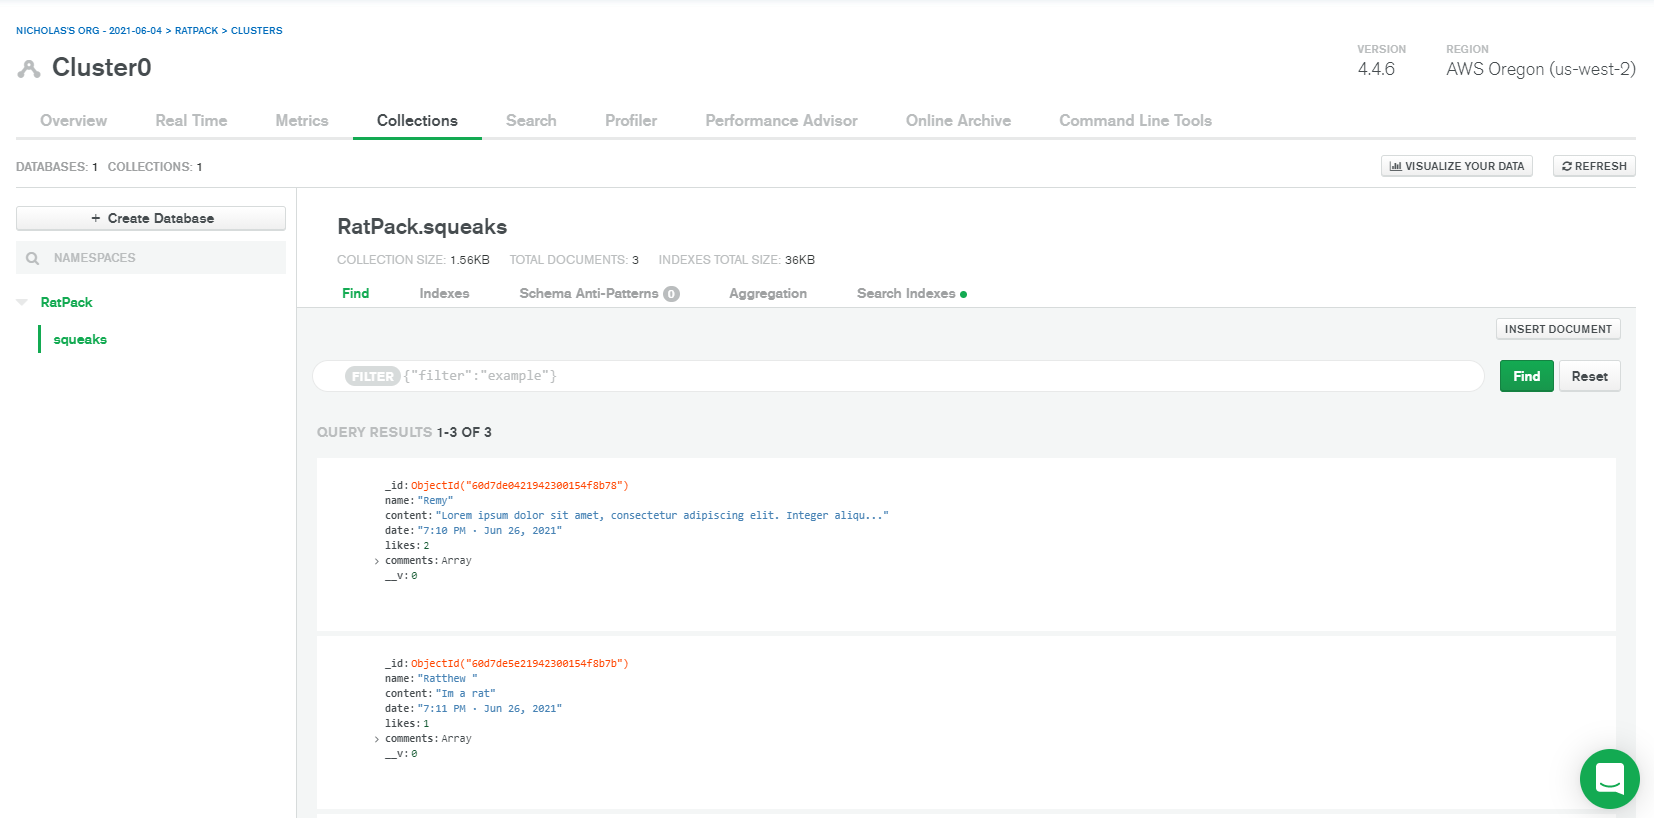 NICHOLAS'S ORG - 2021-06-04 > RATPACK > CLUSTERS
Cluster0
VERSION
4.4.6
REGION
AWS Oregon (us-west-2)
Overview Real Time Metrics Collections Search Profiler Performance Advisor Online Archive Command Line Tools
DATABASES: 1 COLLECTIONS: 1
VISUALIZE YOUR DATA
REFRESH
+ Create Database
NAMESPACES
RatPack
squeaks
RatPack.squeaks
COLLECTION SIZE: 1.56KB TOTAL DOCUMENTS: 3 INDEXES TOTAL SIZE: 36KB
Find Indexes Schema Anti-Patterns 0 Aggregation Search Indexes
INSERT DOCUMENT
FILTER {"filter":"example"}
Find
Reset
QUERY RESULTS 1-3 OF 3
_id:ObjectId("60d7de0421942300154f8b78")
name:"Remy"
content:"Lorem ipsum dolor sit amet, consectetur adipiscing elit. Integer aliqu..."
date:"7:10 PM · Jun 26, 2021"
likes:2
> comments:Array
__v:0
_id:ObjectId("60d7de5e21942300154f8b7b")
name:"Ratthew "
content:"Im a rat"
date:"7:11 PM · Jun 26, 2021"
likes:1
> comments:Array
__v:0